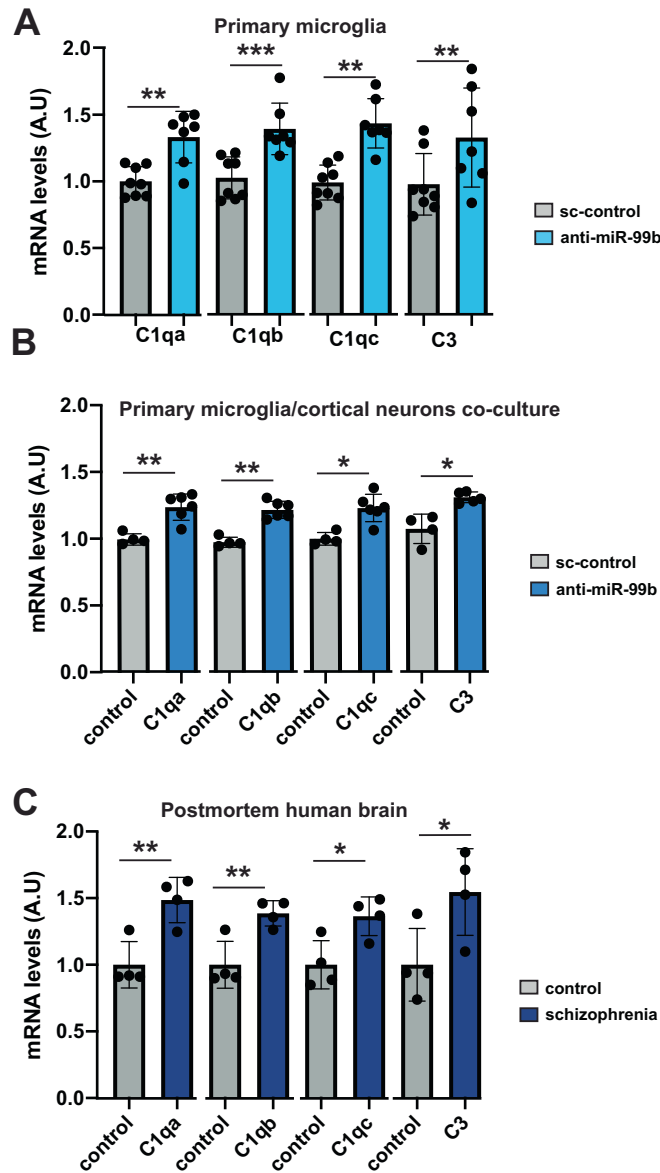 A
Primary microglia
mRNA levels (A.U)
2.0
1.5
1.0
0.5
0.0
** *** ** **
C1qa C1qb C1qc C3
sc-control
anti-miR-99b
B
Primary microglia/cortical neurons co-culture
mRNA levels (A.U)
2.0
1.5
1.0
0.5
0.0
** ** * *
control C1qa control C1qb control C1qc control C3
sc-control
anti-miR-99b
C
Postmortem human brain
mRNA levels (A.U)
2.0
1.5
1.0
0.5
0.0
** ** * *
control C1qa control C1qb control C1qc control C3
control
schizophrenia